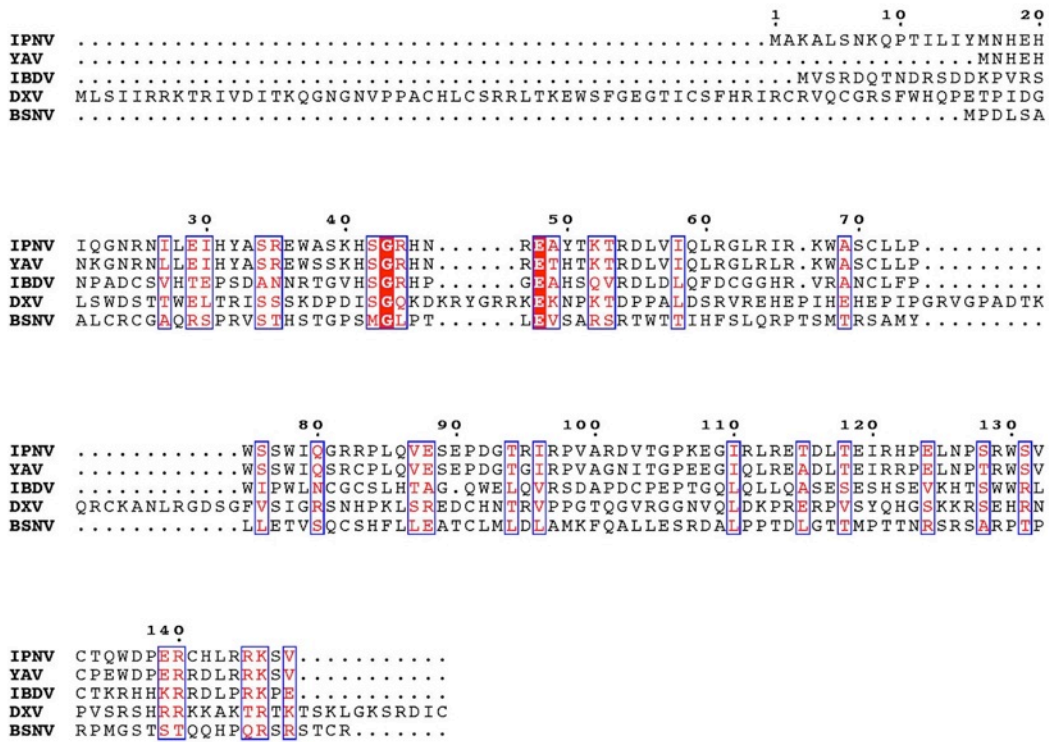 1 10 20
IPNV ..................................................MAKALSNKQPTILIYMNHEH
YAV .................................................................MNHEH
IBDV ....................................................MVSRDQTNDRSDDKPVRS
DXV MLSIIRRKTRIVDITKQGNGNVPPACHLCSRRLTKEWSFGEGTICSFHRIRCRVQCGRSFWHQPETPIDG
BSNV ................................................................MPDLSA
30 40 50 60 70
IPNV IQGNRNILEIHYASREWASKHSGRHN......REAYTKTRDLVIQLRGLRIR.KWASCLLP.........
YAV NKGNRNLLEIHYASREWSSKHSGRHN......RETHTKTRDLVIQLRGLRLR.KWASCLLP.........
IBDV NPADCSVHTEPSDANNRTGVHSGRHP......GEAHSQVRDLDLQFDCGGHR.VRANCLFP.........
DXV LSWDSTTWELTRISSSKDPDISGQKDKRYGRRKEKNPKTDPPALDSRVREHEPIHEHEPIPGRVGPADTK
BSNV ALCRCGAQRSPRVSTHSTGPSMGLPT......LEVSARSRTWTTIHFSLQRPTSMTRSAMY.........
80 90 100 110 120 130
IPNV ............WSSWIQGRRPLQVESEPDGTRIRPVARDVTGPKEGIRLRETDLTEIRHPELNPSRWSV
YAV ............WSSWIQSRCPLQVESEPDGTGIRPVAGNITGPEEGIQLREADLTEIRRPELNPTRWSV
IBDV ............WIPWLNCGCSLHTAG.QWELQVRSDAPDCPEPTGQLQLLQASESESHSEVKHTSWWRL
DXV QRCKANLRGDSGFVSIGRSNHPKLSREDCHNTRVPPGTQGVRGGNVQLDKPRERPVSYQHGSKKRSEHRN
BSNV ............LLETVSQCSHFLLEATCLMLDLAMKFQALLESRDALPPTDLGTTMPTTNRSRSARPTP
140
IPNV CTQWDPERCHLRRKSV...........
YAV CPEWDPERRDLRRKSV...........
IBDV CTKRHHKRRDLPRKPE...........
DXV PVSRSHRRKKAKTRTKTSKLGKSRDIC
BSNV RPMGSTSTQQHPQRSRSTCR.......